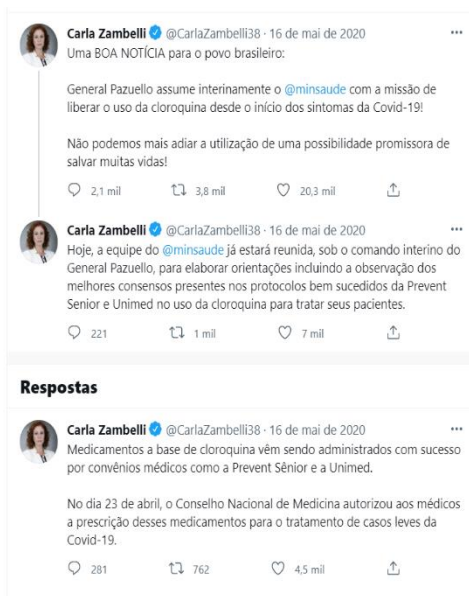 Carla Zambelli @CarlaZambelli38 · 16 de mai de 2020
Uma BOA NOTÍCIA para o povo brasileiro:
General Pazuello assume interinamente o @minsaude com a missão de
liberar o uso da cloroquina desde o início dos sintomas da Covid-19!
Não podemos mais adiar a utilização de uma possibilidade promissora de
salvar muitas vidas!
2,1 mil 3,8 mil 20,3 mil
Carla Zambelli @CarlaZambelli38 · 16 de mai de 2020
Hoje, a equipe do @minsaude já estará reunida, sob o comando interino do
General Pazuello, para elaborar orientações incluindo a observação dos
melhores consensos presentes nos protocolos bem sucedidos da Prevent
Senior e Unimed no uso da cloroquina para tratar seus pacientes.
221 1 mil 7 mil
Respostas
Carla Zambelli @CarlaZambelli38 · 16 de mai de 2020
Medicamentos a base de cloroquina vêm sendo administrados com sucesso
por convênios médicos como a Prevent Sênior e a Unimed.
No dia 23 de abril, o Conselho Nacional de Medicina autorizou aos médicos
a prescrição desses medicamentos para o tratamento de casos leves da
Covid-19.
281 762 4,5 mil